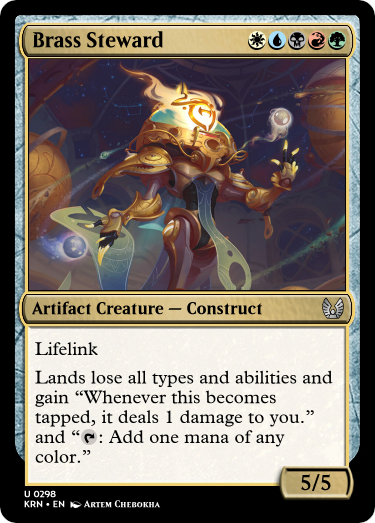 Brass Steward
Artifact Creature — Construct
Lifelink
Lands lose all types and abilities and
gain “Whenever this becomes
tapped, it deals 1 damage to you.”
and “: Add one mana of any
color.”
5/5
U 0298
KRN • EN Artem Chebokha